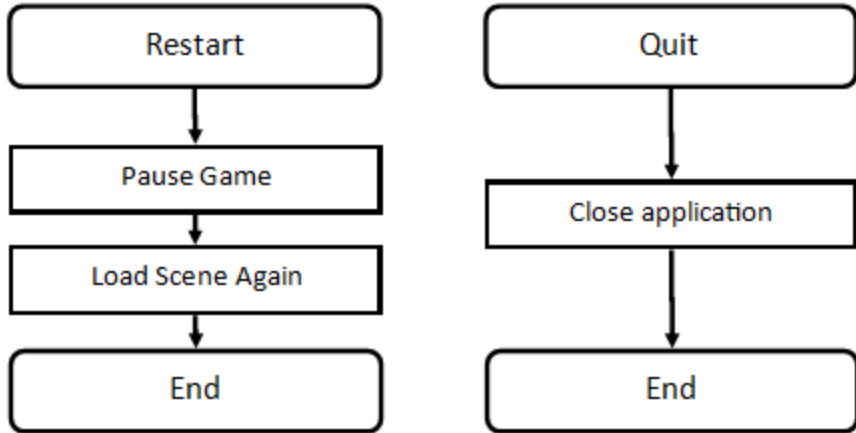 Restart
Pause Game
Load Scene Again
End
Quit
Close application
End